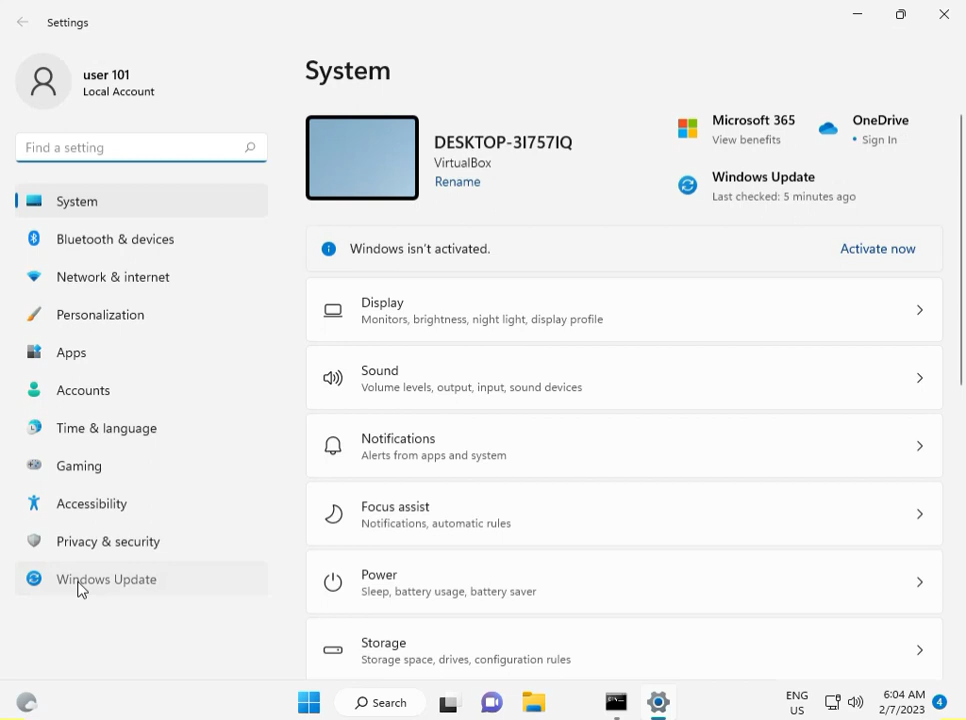 Settings
user 101
Local Account
Find a setting
System
Bluetooth & devices
Network & internet
Personalization
Apps
Accounts
Time & language
Gaming
Accessibility
Privacy & security
Windows Update
System
DESKTOP-3I757IQ
VirtualBox
Rename
Microsoft 365
View benefits
OneDrive
• Sign In
Windows Update
Last checked: 5 minutes ago
Windows isn't activated.
Activate now
Display
Monitors, brightness, night light, display profile
Sound
Volume levels, output, input, sound devices
Notifications
Alerts from apps and system
Focus assist
Notifications, automatic rules
Power
Sleep, battery usage, battery saver
Storage
Storage space, drives, configuration rules
Search
ENG
US
6:04 AM
2/7/2023
4